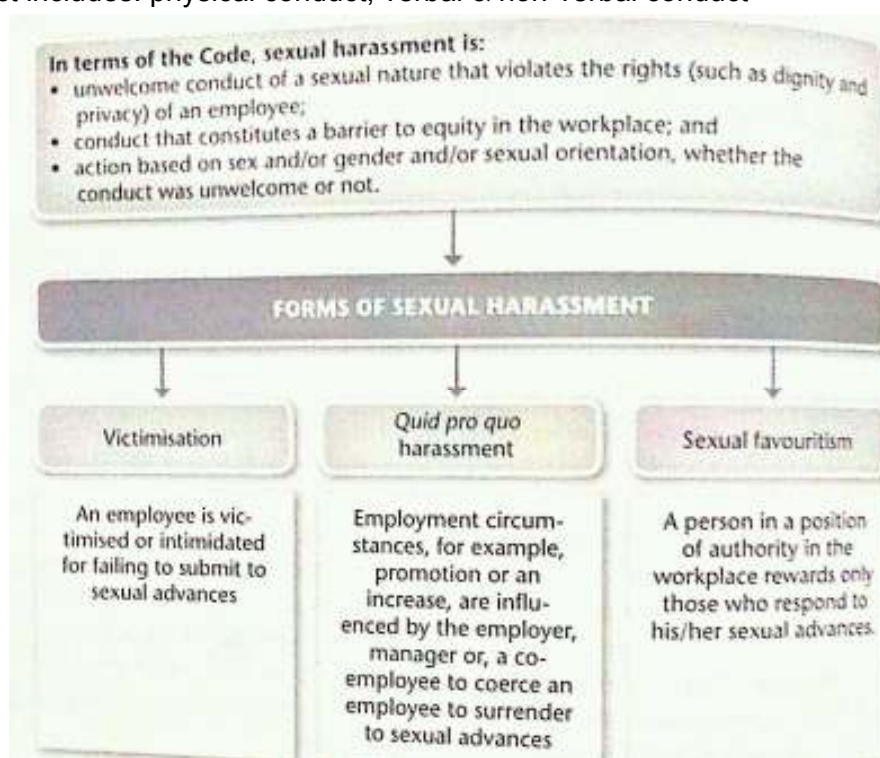 ct includes: physical conduct, verbal & non-verbal conduct
In terms of the Code, sexual harassment is:
• unwelcome conduct of a sexual nature that violates the rights (such as dignity and
privacy) of an employee;
• conduct that constitutes a barrier to equity in the workplace; and
• action based on sex and/or gender and/or sexual orientation, whether the
conduct was unwelcome or not.
FORMS OF SEXUAL HARASSMENT
Victimisation
An employee is vic-
timised or intimidated
for failing to submit to
sexual advances
Quid pro quo
harassment
Employment circum-
stances, for example,
promotion or an
increase, are influ-
enced by the employer,
manager or, a co-
employee to coerce an
employee to surrender
to sexual advances
Sexual favouritism
A person in a position
of authority in the
workplace rewards only
those who respond to
his/her sexual advances.